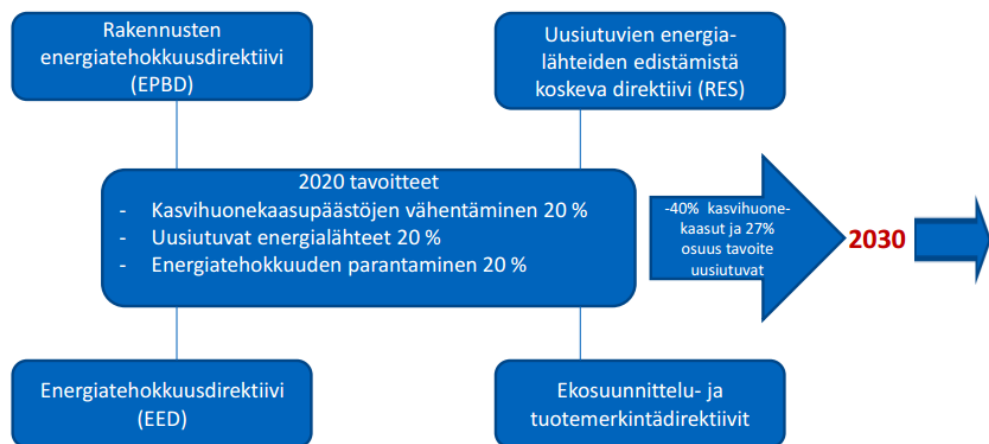 Rakennusten
energiatehokkuusdirektiivi
(EPBD)
Uusiutuvien energia-
lähteiden edistämistä
koskeva direktiivi (RES)
2020 tavoitteet
- Kasvihuonekaasupäästöjen vähentäminen 20 %
- Uusiutuvat energialähteet 20 %
- Energiatehokkuuden parantaminen 20 %
-40% kasvihuone-
kaasut ja 27%
osuus tavoite
uusiutuvat
2030
Energiatehokkuusdirektiivi
(EED)
Ekosuunnittelu- ja
tuotemerkintädirektiivit